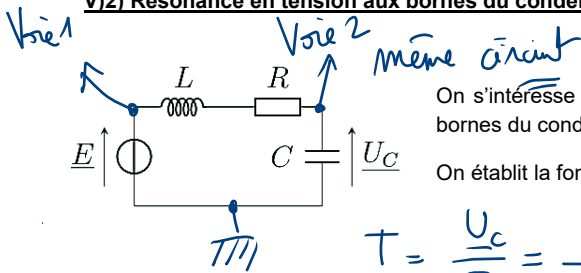 V)2) Résonance en tension aux bornes du conde
Voie 1
Voie 2
même circuit
L
R
On s'intéresse
bornes du cond
E
C
U_C
On établit la for
T = U_c
= _